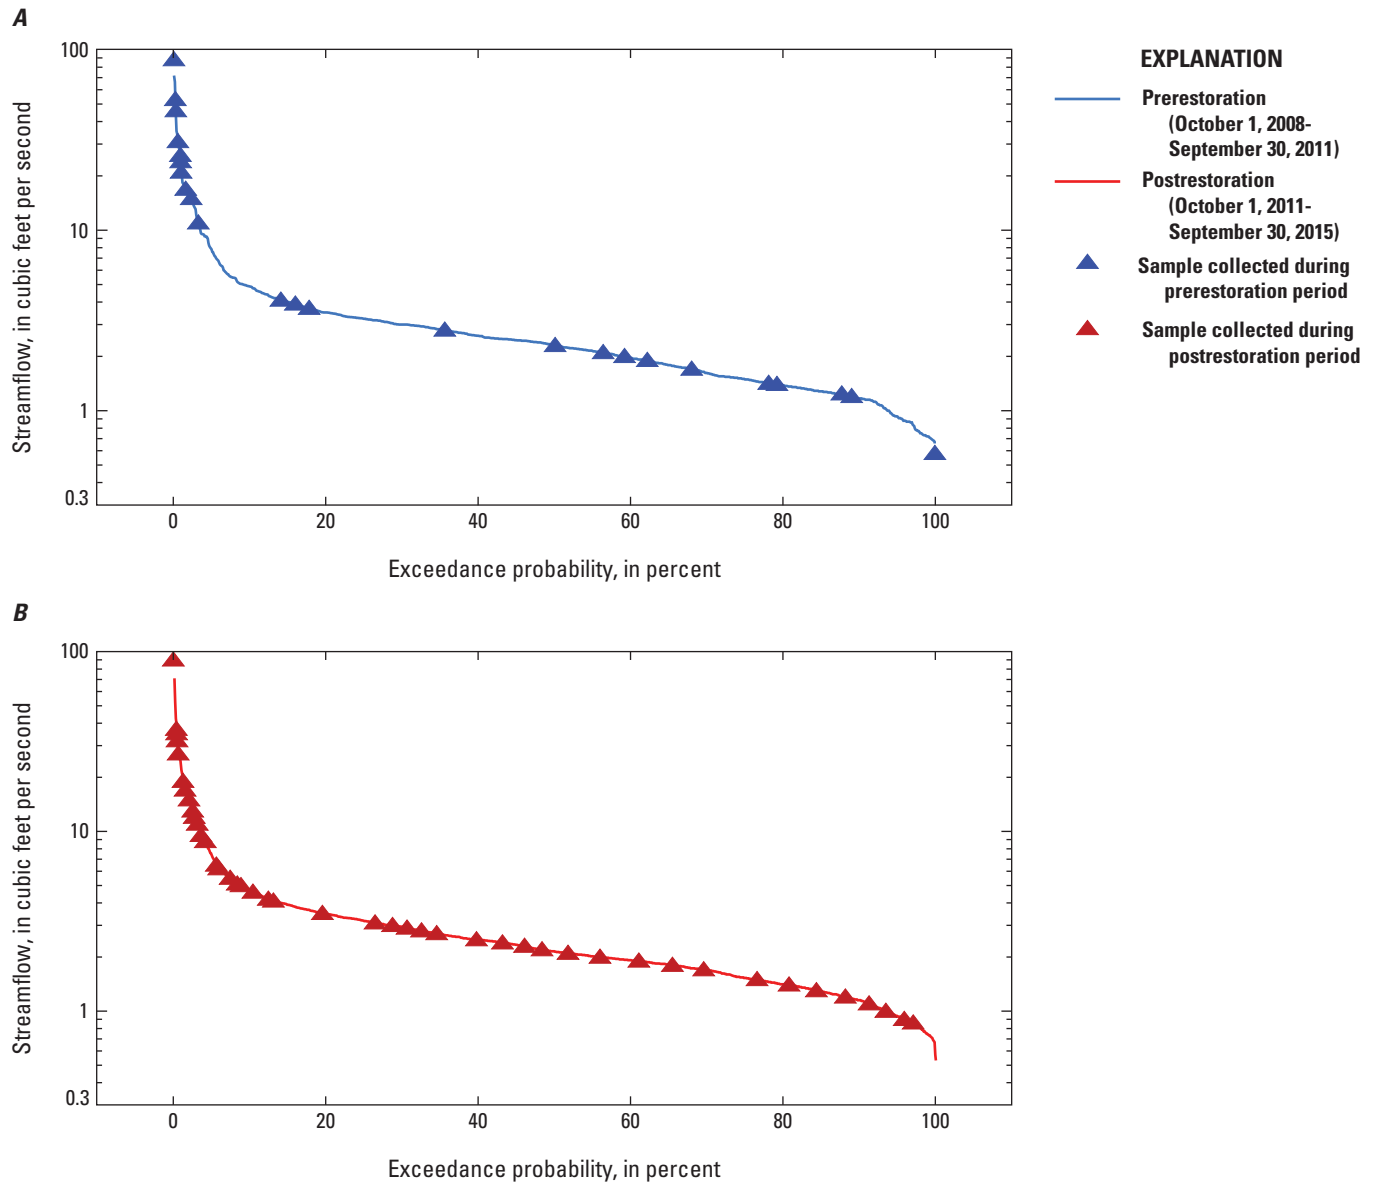 A
100
10
1
0.3
Streamflow, in cubic feet per second
0 20 40 60 80 100
Exceedance probability, in percent
EXPLANATION
Prerestoration
(October 1, 2008-
September 30, 2011)
Postrestoration
(October 1, 2011-
September 30, 2015)
Sample collected during
prerestoration period
Sample collected during
postrestoration period
B
100
10
1
0.3
Streamflow, in cubic feet per second
0 20 40 60 80 100
Exceedance probability, in percent